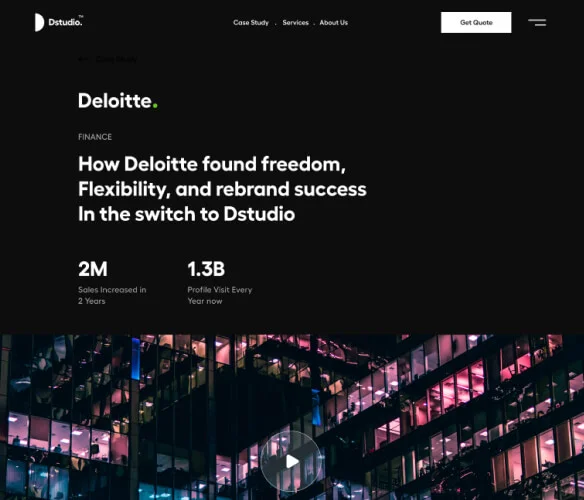 Dstudio.™
Case Study . Services . About Us
Get Quote
Case Study
Deloitte.
FINANCE
How Deloitte found freedom,
Flexibility, and rebrand success
In the switch to Dstudio
2M
Sales Increased in
2 Years
1.3B
Profile Visit Every
Year now